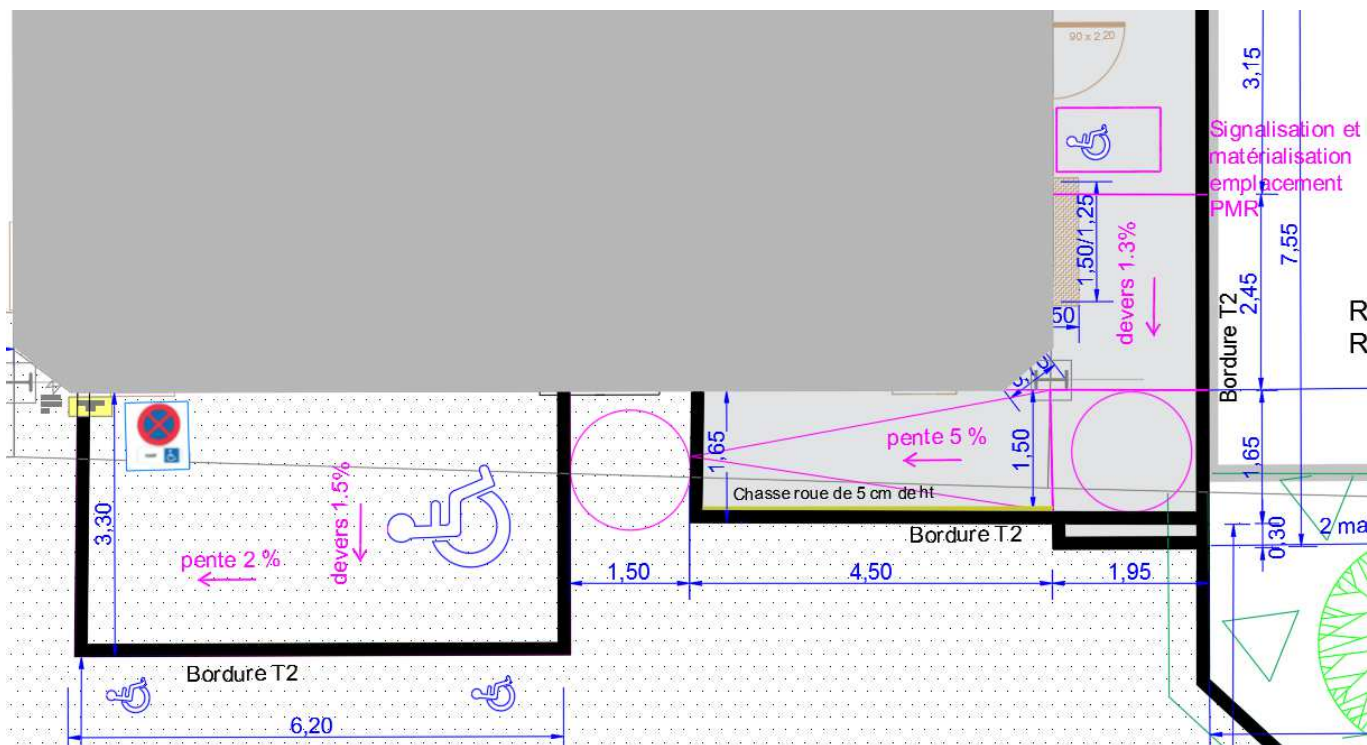 90 x 2.20
3,15
Signalisation et
matérialisation
emplacement
PMR
1,50/1,25
devers 1.3%
2,45
7,55
Bordure T2
R
R
50
1,65
pente 5 %
1,50
1,65
Chasse roue de 5 cm de ht
Bordure T2
3,30
devers 1.5%
pente 2 %
0,30
2 ma
1,50
4,50
1,95
Bordure T2
6,20